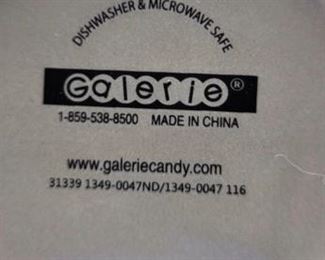 DISHWASHER & MICROWAVE SAFE
Galerie®
1-859-538-8500 MADE IN CHINA
www.galeriecandy.com
31339 1349-0047ND/1349-0047 116